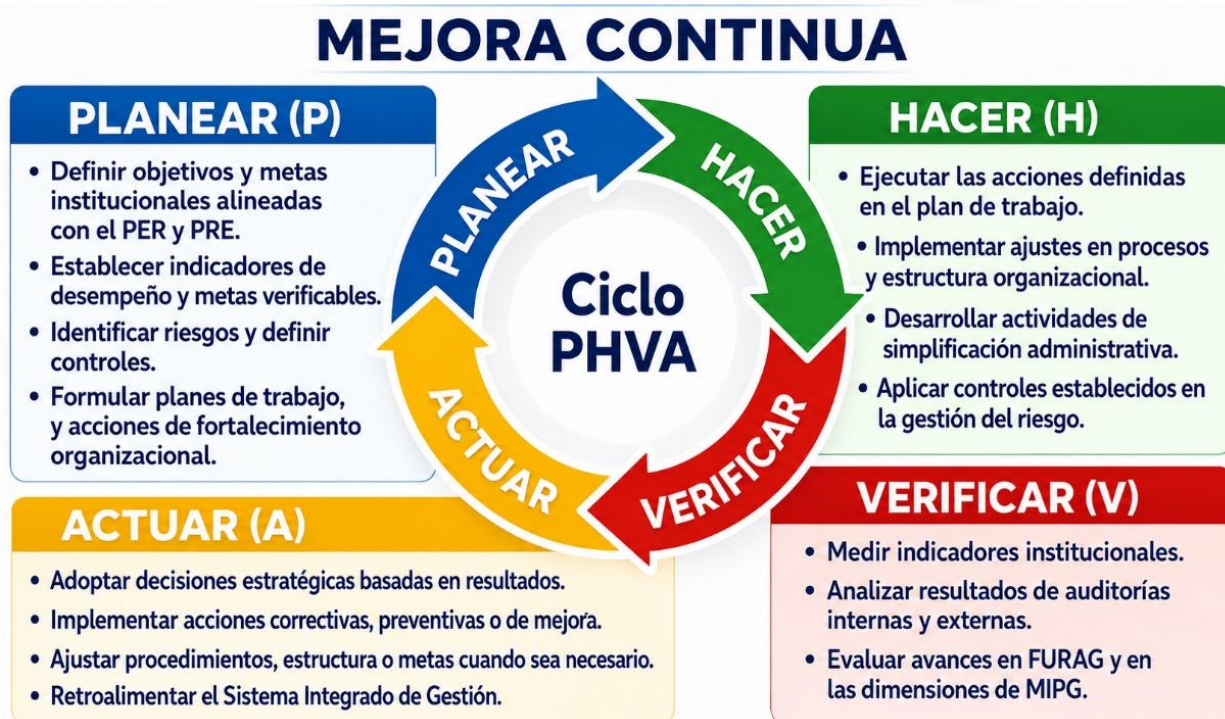 MEJORA CONTINUA
PLANEAR (P)
• Definir objetivos y metas
institucionales alineadas
con el PER y PRE.
• Establecer indicadores de
desempeño y metas verificables.
• Identificar riesgos y definir
controles.
• Formular planes de trabajo,
y acciones de fortalecimiento
organizacional.
PLANEAR
HACER
VERIFICAR
ACTUAR
Ciclo
PHVA
HACER (H)
• Ejecutar las acciones definidas
en el plan de trabajo.
• Implementar ajustes en procesos
y estructura organizacional.
• Desarrollar actividades de
simplificación administrativa.
• Aplicar controles establecidos en
la gestión del riesgo.
ACTUAR (A)
• Adoptar decisiones estratégicas basadas en resultados.
• Implementar acciones correctivas, preventivas o de mejora.
• Ajustar procedimientos, estructura o metas cuando sea necesario.
• Retroalimentar el Sistema Integrado de Gestión.
VERIFICAR (V)
• Medir indicadores institucionales.
• Analizar resultados de auditorías
internas y externas.
• Evaluar avances en FURAG y en
las dimensiones de MIPG.